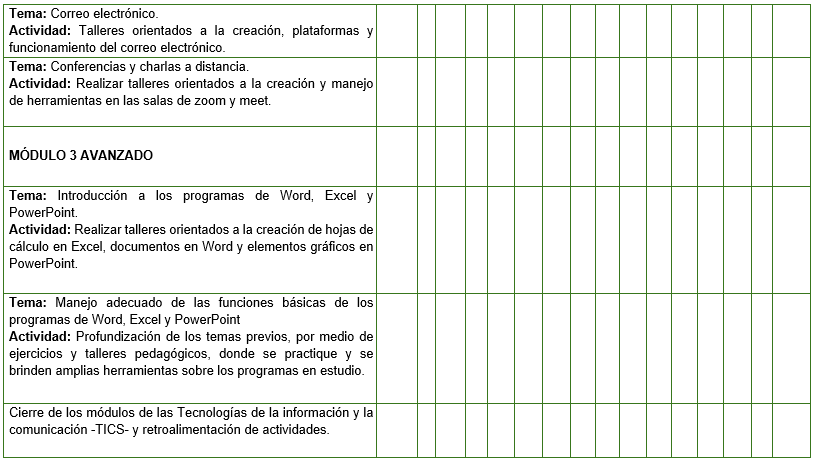 Tema: Correo electrónico.
Actividad: Talleres orientados a la creación, plataformas y
funcionamiento del correo electrónico.
Tema: Conferencias y charlas a distancia.
Actividad: Realizar talleres orientados a la creación y manejo
de herramientas en las salas de zoom y meet.
MÓDULO 3 AVANZADO
Tema: Introducción a los programas de Word, Excel y
PowerPoint.
Actividad: Realizar talleres orientados a la creación de hojas de
cálculo en Excel, documentos en Word y elementos gráficos en
PowerPoint.
Tema: Manejo adecuado de las funciones básicas de los
programas de Word, Excel y PowerPoint
Actividad: Profundización de los temas previos, por medio de
ejercicios y talleres pedagógicos, donde se practique y se
brinden amplias herramientas sobre los programas en estudio.
Cierre de los módulos de las Tecnologías de la información y la
comunicación -TICS- y retroalimentación de actividades.